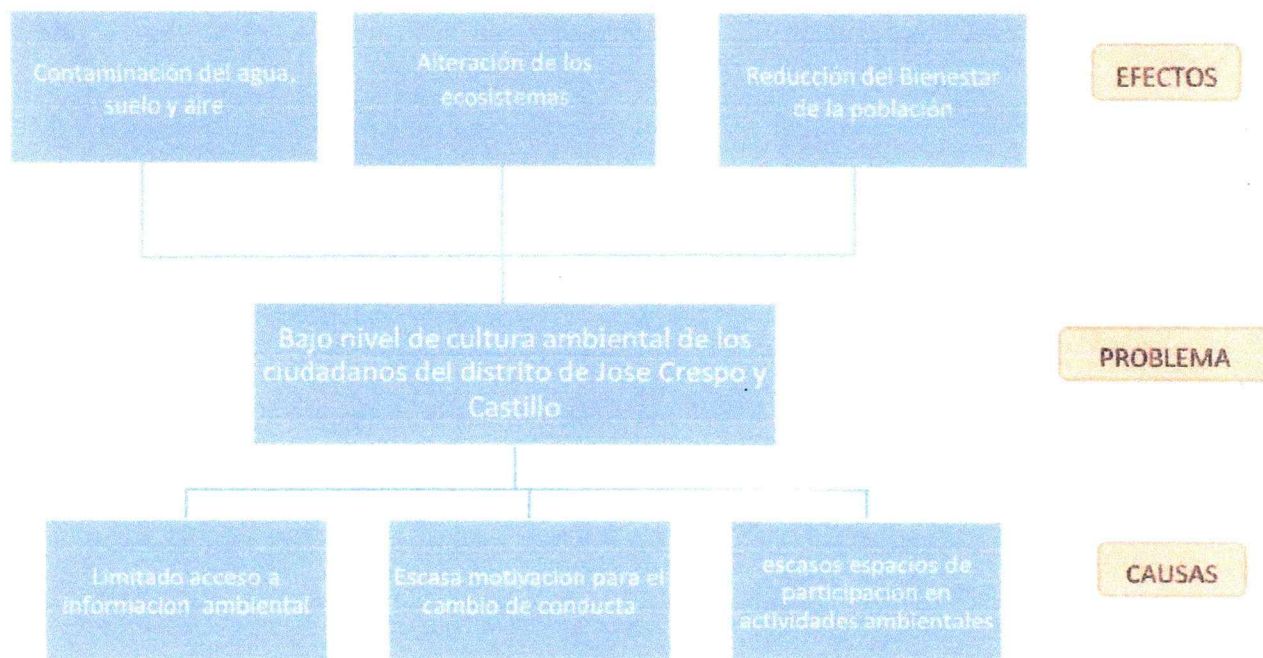 Contaminación del agua,
suelo y aire
Alteración de los
ecosistemas
Reducción del Bienestar
de la población
EFECTOS
Bajo nivel de cultura ambiental de los
ciudadanos del distrito de Jose Crespo y
Castillo
PROBLEMA
Limitado acceso a
informacion ambiental
Escasa motivacion para el
cambio de conducta
escasos espacios de
participacion en
actividades ambientales
CAUSAS